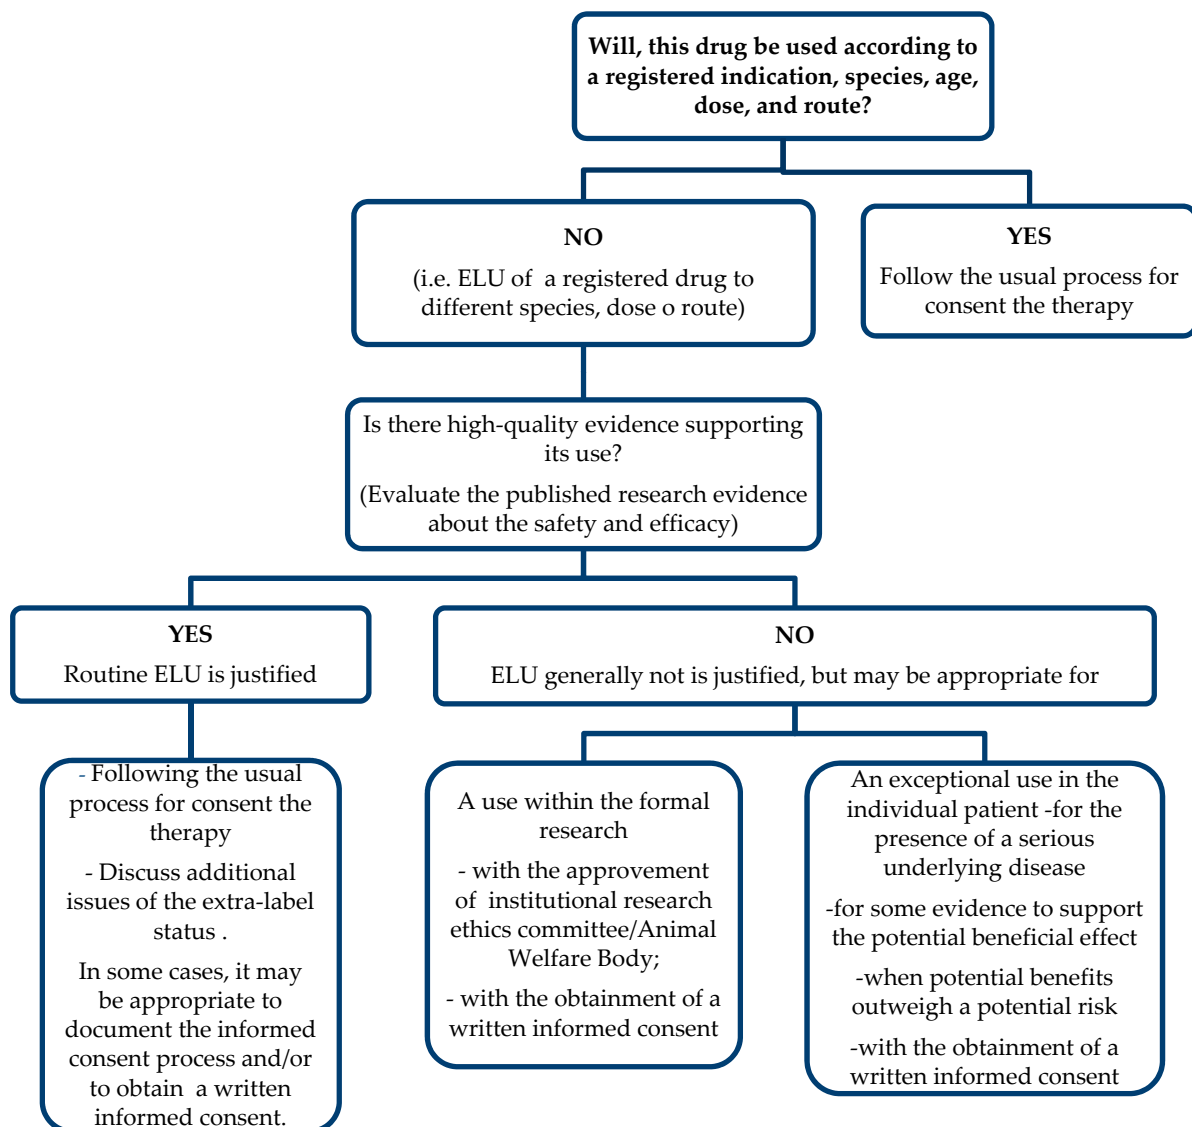 Will, this drug be used according to
a registered indication, species, age,
dose, and route?
NO
(i.e. ELU of a registered drug to
different species, dose o route)
YES
Follow the usual process for
consent the therapy
Is there high-quality evidence supporting
its use?
(Evaluate the published research evidence
about the safety and efficacy)
YES
Routine ELU is justified
NO
ELU generally not is justified, but may be appropriate for
- Following the usual
process for consent the
therapy
- Discuss additional
issues of the extra-label
status .
In some cases, it may
be appropriate to
document the informed
consent process and/or
to obtain a written
informed consent.
A use within the formal
research
- with the approvement
of institutional research
ethics committee/Animal
Welfare Body;
- with the obtainment of a
written informed consent
An exceptional use in the
individual patient -for the
presence of a serious
underlying disease
-for some evidence to support
the potential beneficial effect
-when potential benefits
outweigh a potential risk
-with the obtainment of a
written informed consent